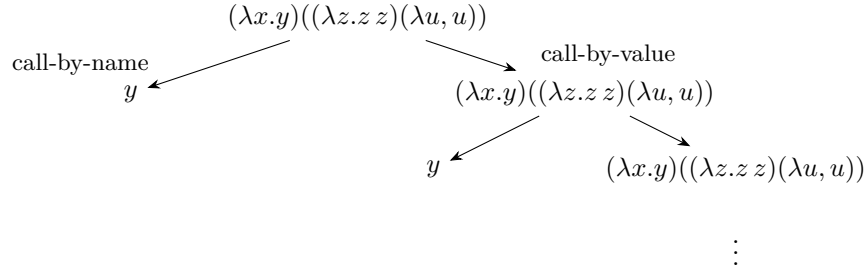 (λx.y)((λz.z z)(λu, u))
call-by-name
call-by-value
y
(λx.y)((λz.z z)(λu, u))
y
(λx.y)((λz.z z)(λu, u))
⋮